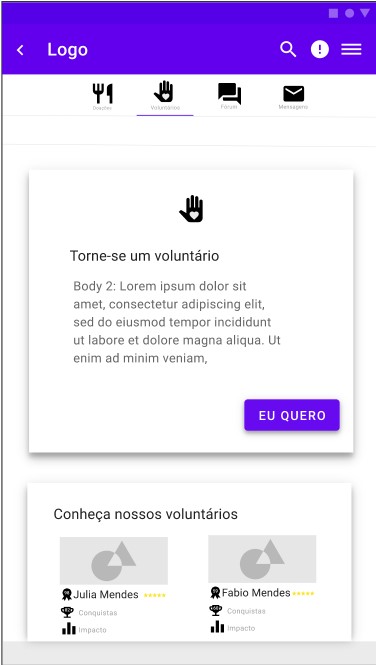 Logo
Doações
Voluntários
Fórum
Mensagens
Torne-se um voluntário
Body 2: Lorem ipsum dolor sit
amet, consectetur adipiscing elit,
sed do eiusmod tempor incididunt
ut labore et dolore magna aliqua. Ut
enim ad minim veniam,
EU QUERO
Conheça nossos voluntários
Julia Mendes
Fabio Mendes
Conquistas
Conquistas
Impacto
Impacto